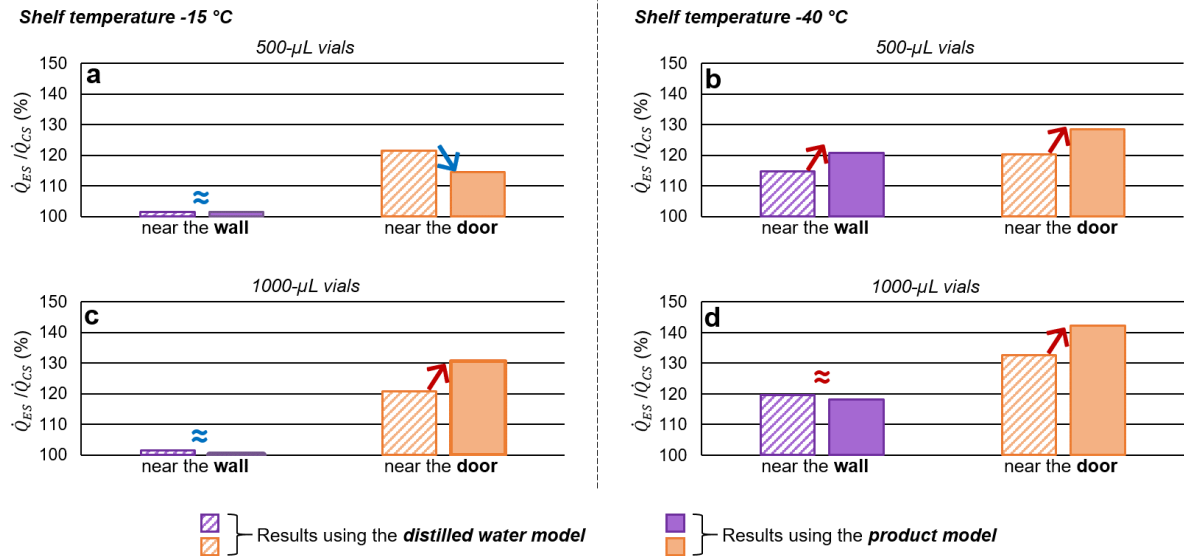 Shelf temperature -15 °C
500-µL vials
a
150
140
130
120
110
100
Q̇ES /Q̇CS (%)
≈
near the wall
near the door
1000-µL vials
c
150
140
130
120
110
100
Q̇ES /Q̇CS (%)
≈
near the wall
near the door
Shelf temperature -40 °C
500-µL vials
b
150
140
130
120
110
100
Q̇ES /Q̇CS (%)
near the wall
near the door
1000-µL vials
d
150
140
130
120
110
100
Q̇ES /Q̇CS (%)
≈
near the wall
near the door
Results using the distilled water model
Results using the product model